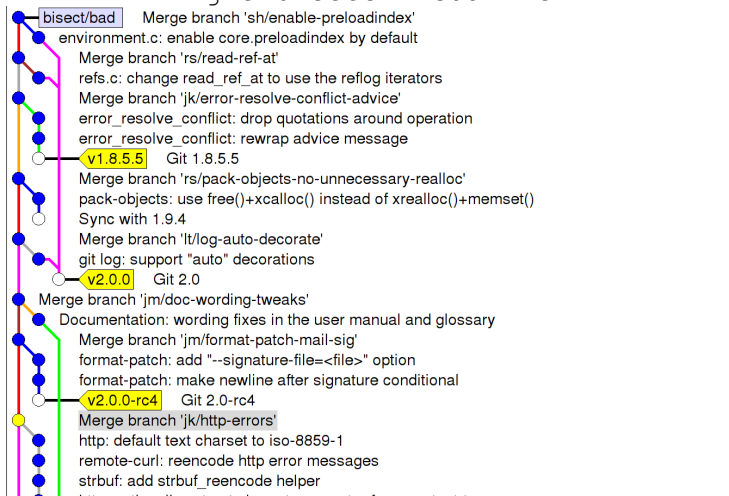 bisect/bad Merge branch 'sh/enable-preloadindex'
environment.c: enable core.preloadindex by default
Merge branch 'rs/read-ref-at'
refs.c: change read_ref_at to use the reflog iterators
Merge branch 'jk/error-resolve-conflict-advice'
error_resolve_conflict: drop quotations around operation
error_resolve_conflict: rewrap advice message
v1.8.5.5 Git 1.8.5.5
Merge branch 'rs/pack-objects-no-unnecessary-realloc'
pack-objects: use free()+xcalloc() instead of xrealloc()+memset()
Sync with 1.9.4
Merge branch 'lt/log-auto-decorate'
git log: support "auto" decorations
v2.0.0 Git 2.0
Merge branch 'jm/doc-wording-tweaks'
Documentation: wording fixes in the user manual and glossary
Merge branch 'jm/format-patch-mail-sig'
format-patch: add "--signature-file=<file>" option
format-patch: make newline after signature conditional
v2.0.0-rc4 Git 2.0-rc4
Merge branch 'jk/http-errors'
http: default text charset to iso-8859-1
remote-curl: reencode http error messages
strbuf: add strbuf_reencode helper